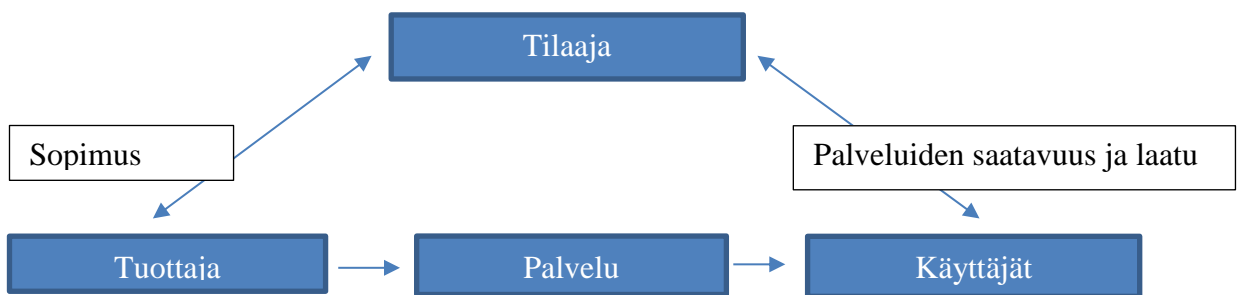 Tilaaja
Sopimus
Palveluiden saatavuus ja laatu
Tuottaja
Palvelu
Käyttäjät